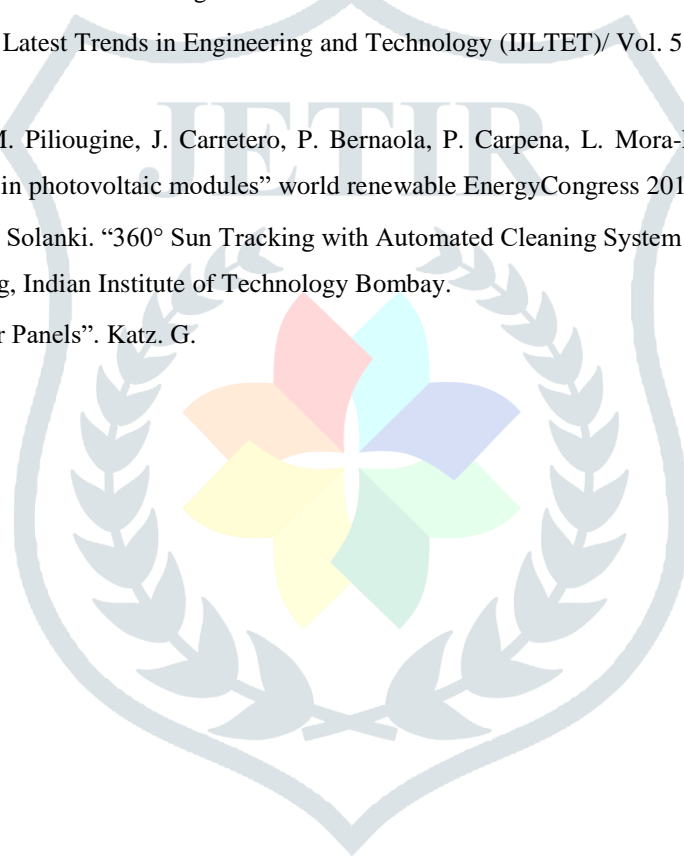 Latest Trends in Engineering and Technology (IJLTET)/ Vol. 5
JETIR
M. Piliougine, J. Carretero, P. Bernaola, P. Carpena, L. Mora-
in photovoltaic modules” world renewable EnergyCongress 201
Solanki. “360° Sun Tracking with Automated Cleaning System
g, Indian Institute of Technology Bombay.
r Panels”. Katz. G.